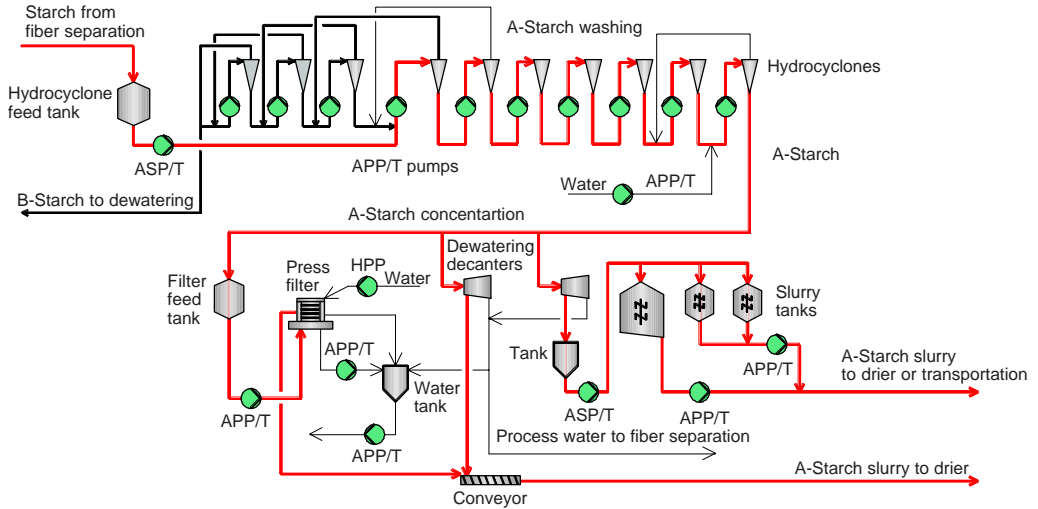 Starch from
fiber separation
A-Starch washing
Hydrocyclones
Hydrocyclone
feed tank
ASP/T
APP/T pumps
A-Starch
Water
APP/T
B-Starch to dewatering
A-Starch concentartion
Dewatering
decanters
Press
filter
HPP
Water
Filter
feed
tank
Slurry
tanks
APP/T
Tank
APP/T
Water
tank
A-Starch slurry
to drier or transportation
APP/T
ASP/T
APP/T
APP/T
Process water to fiber separation
A-Starch slurry to drier
Conveyor